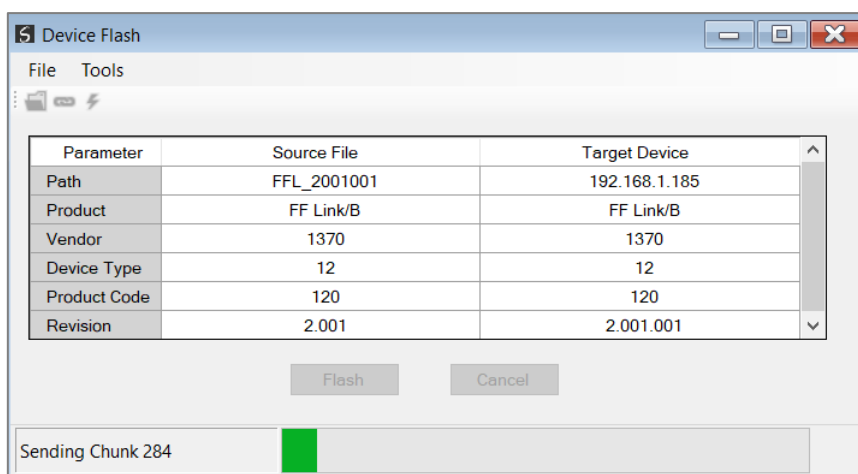 Device Flash
File Tools
Parameter Source File Target Device
Path FFL_2001001 192.168.1.185
Product FF Link/B FF Link/B
Vendor 1370 1370
Device Type 12 12
Product Code 120 120
Revision 2.001 2.001.001
Flash Cancel
Sending Chunk 284